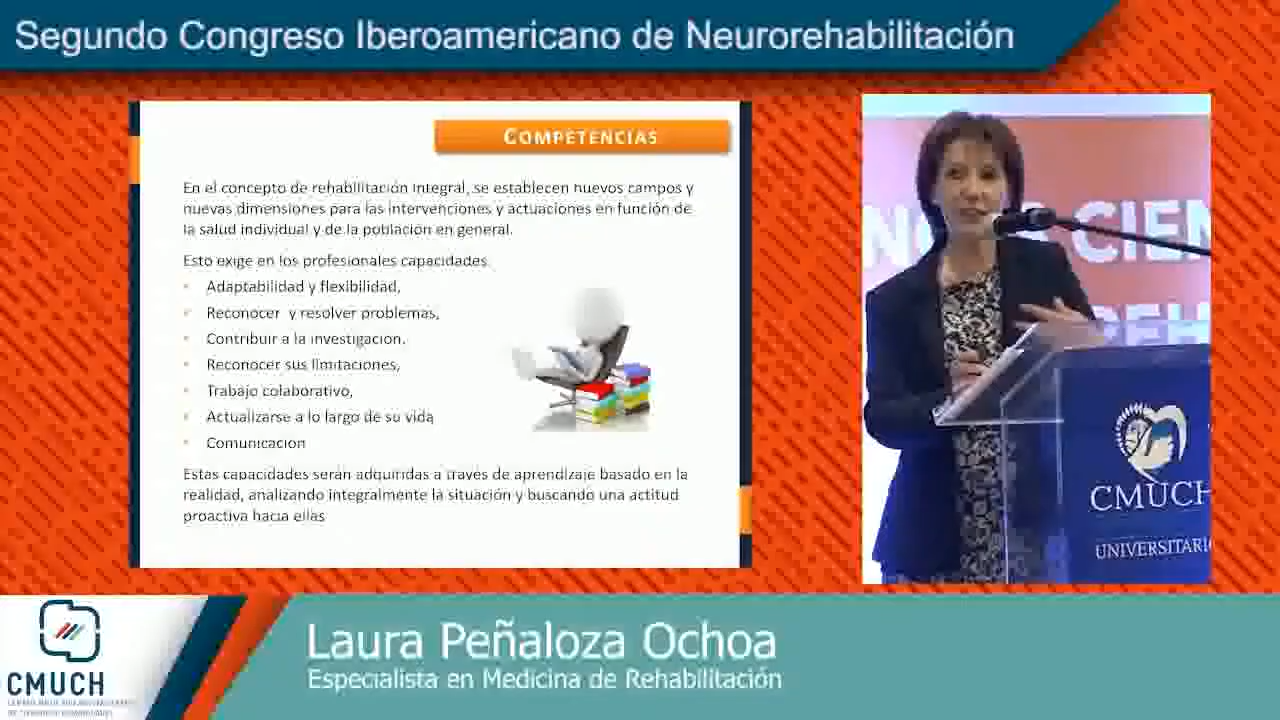 Segundo Congreso Iberoamericano de Neurorehabilitación
COMPETENCIAS
En el concepto de rehabilitación integral, se establecen nuevos campos y
nuevas dimensiones para las intervenciones y actuaciones en función de
la salud individual y de la población en general.
Esto exige en los profesionales capacidades.
Adaptabilidad y flexibilidad,
Reconocer y resolver problemas,
Contribuir a la investigacion.
Reconocer sus limitaciones,
Trabajo colaborativo,
Actualizarse a lo largo de su vida
Comunicacion
Estas capacidades serán adquiridas a través de aprendizaje basado en la
realidad, analizando integralmente la situación y buscando una actitud
proactiva hacia ellas
CIEN
CMUCH
UNIVERSITARI
Laura Peñaloza Ochoa
Especialista en Medicina de Rehabilitación
CMUCH